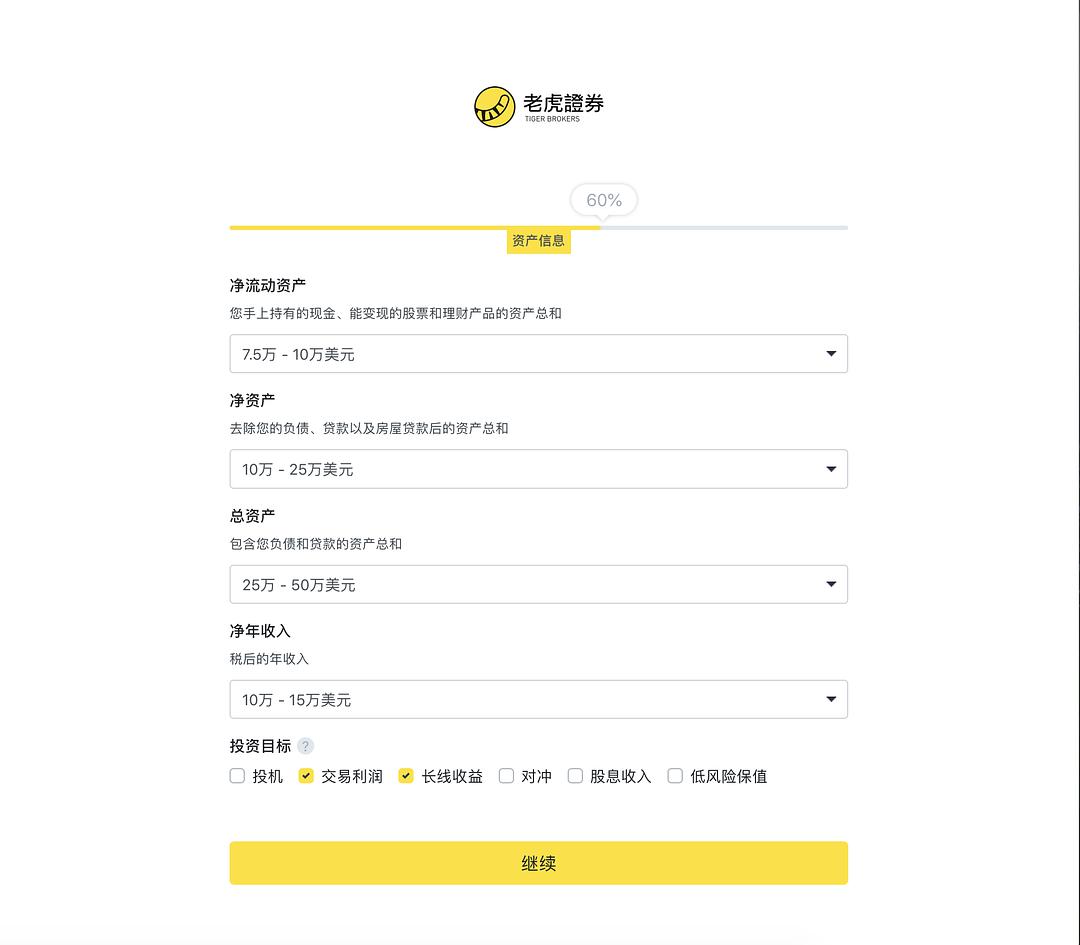 老虎證券
TIGER BROKERS
60%
资产信息
净流动资产
您手上持有的现金、能变现的股票和理财产品的资产总和
7.5万 - 10万美元
净资产
去除您的负债、贷款以及房屋贷款后的资产总和
10万 - 25万美元
总资产
包含您负债和贷款的资产总和
25万 - 50万美元
净年收入
税后的年收入
10万 - 15万美元
投资目标 ?
投机 交易利润 长线收益 对冲 股息收入 低风险保值
继续